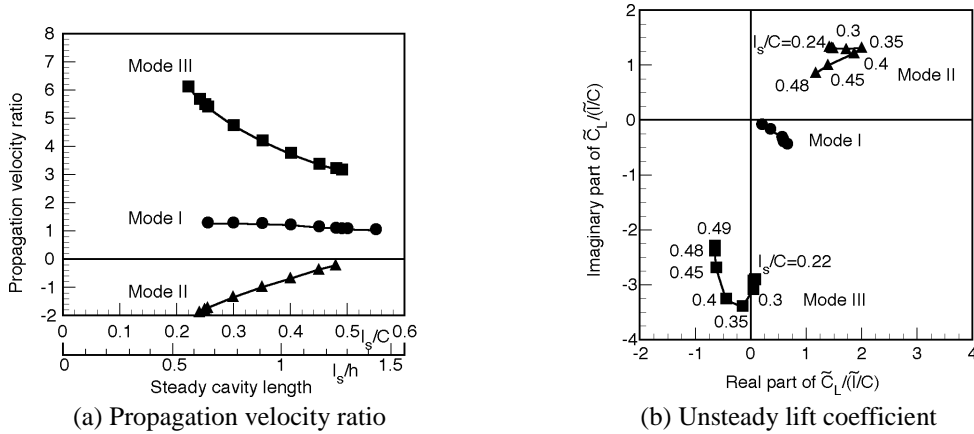 Propagation velocity ratio
8
7
6
5
4
3
2
1
0
-1
-2
Mode III
Mode I
Mode II
0 0.1 0.2 0.3 0.4 0.5 0.6
l_s/C
0 0.5 1 1.5
l_s/h
Steady cavity length
(a) Propagation velocity ratio
Imaginary part of C̃_L/(l̃/C)
2
1
0
-1
-2
-3
-4
l_s/C=0.24
0.3
0.35
0.4
0.45
0.48
Mode II
Mode I
0.49
0.48
0.45
0.4
0.35
0.3
l_s/C=0.22
Mode III
-2 -1 0 1 2 4
Real part of C̃_L/(l̃/C)
(b) Unsteady lift coefficient